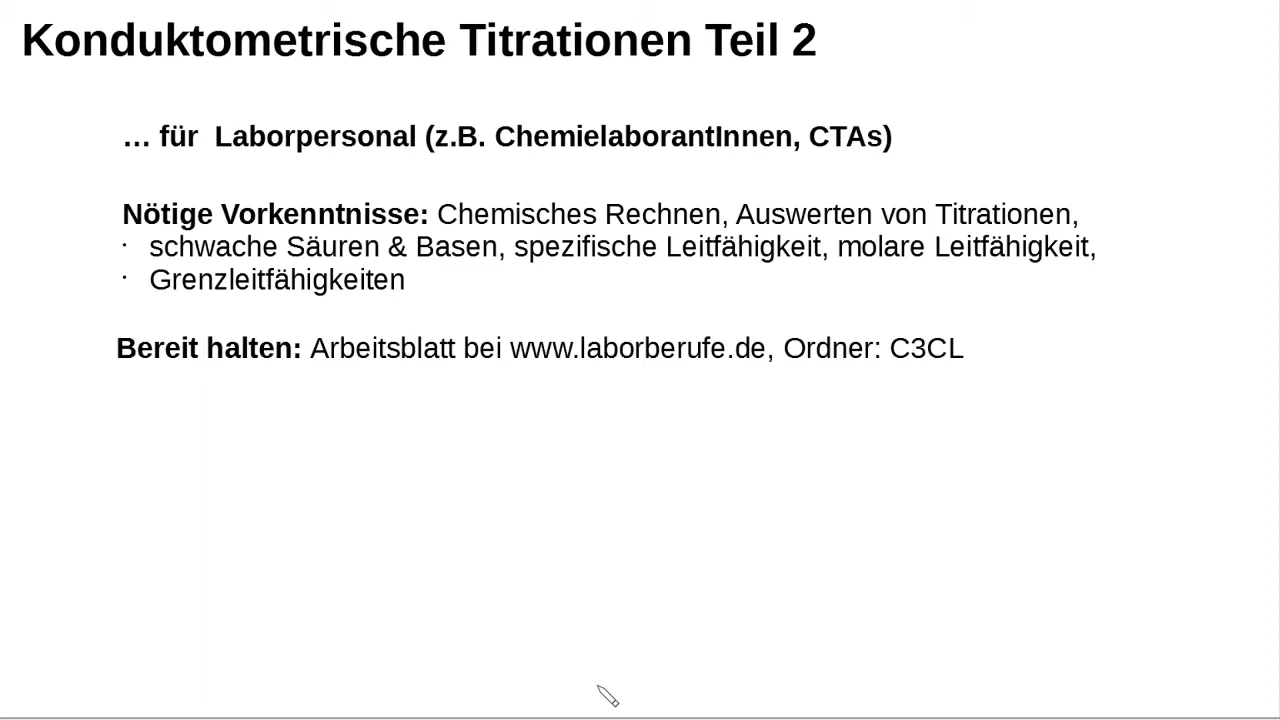 Konduktometrische Titrationen Teil 2
… für Laborpersonal (z.B. ChemielaborantInnen, CTAs)
Nötige Vorkenntnisse: Chemisches Rechnen, Auswerten von Titrationen,
· schwache Säuren & Basen, spezifische Leitfähigkeit, molare Leitfähigkeit,
· Grenzleitfähigkeiten
Bereit halten: Arbeitsblatt bei www.laborberufe.de, Ordner: C3CL